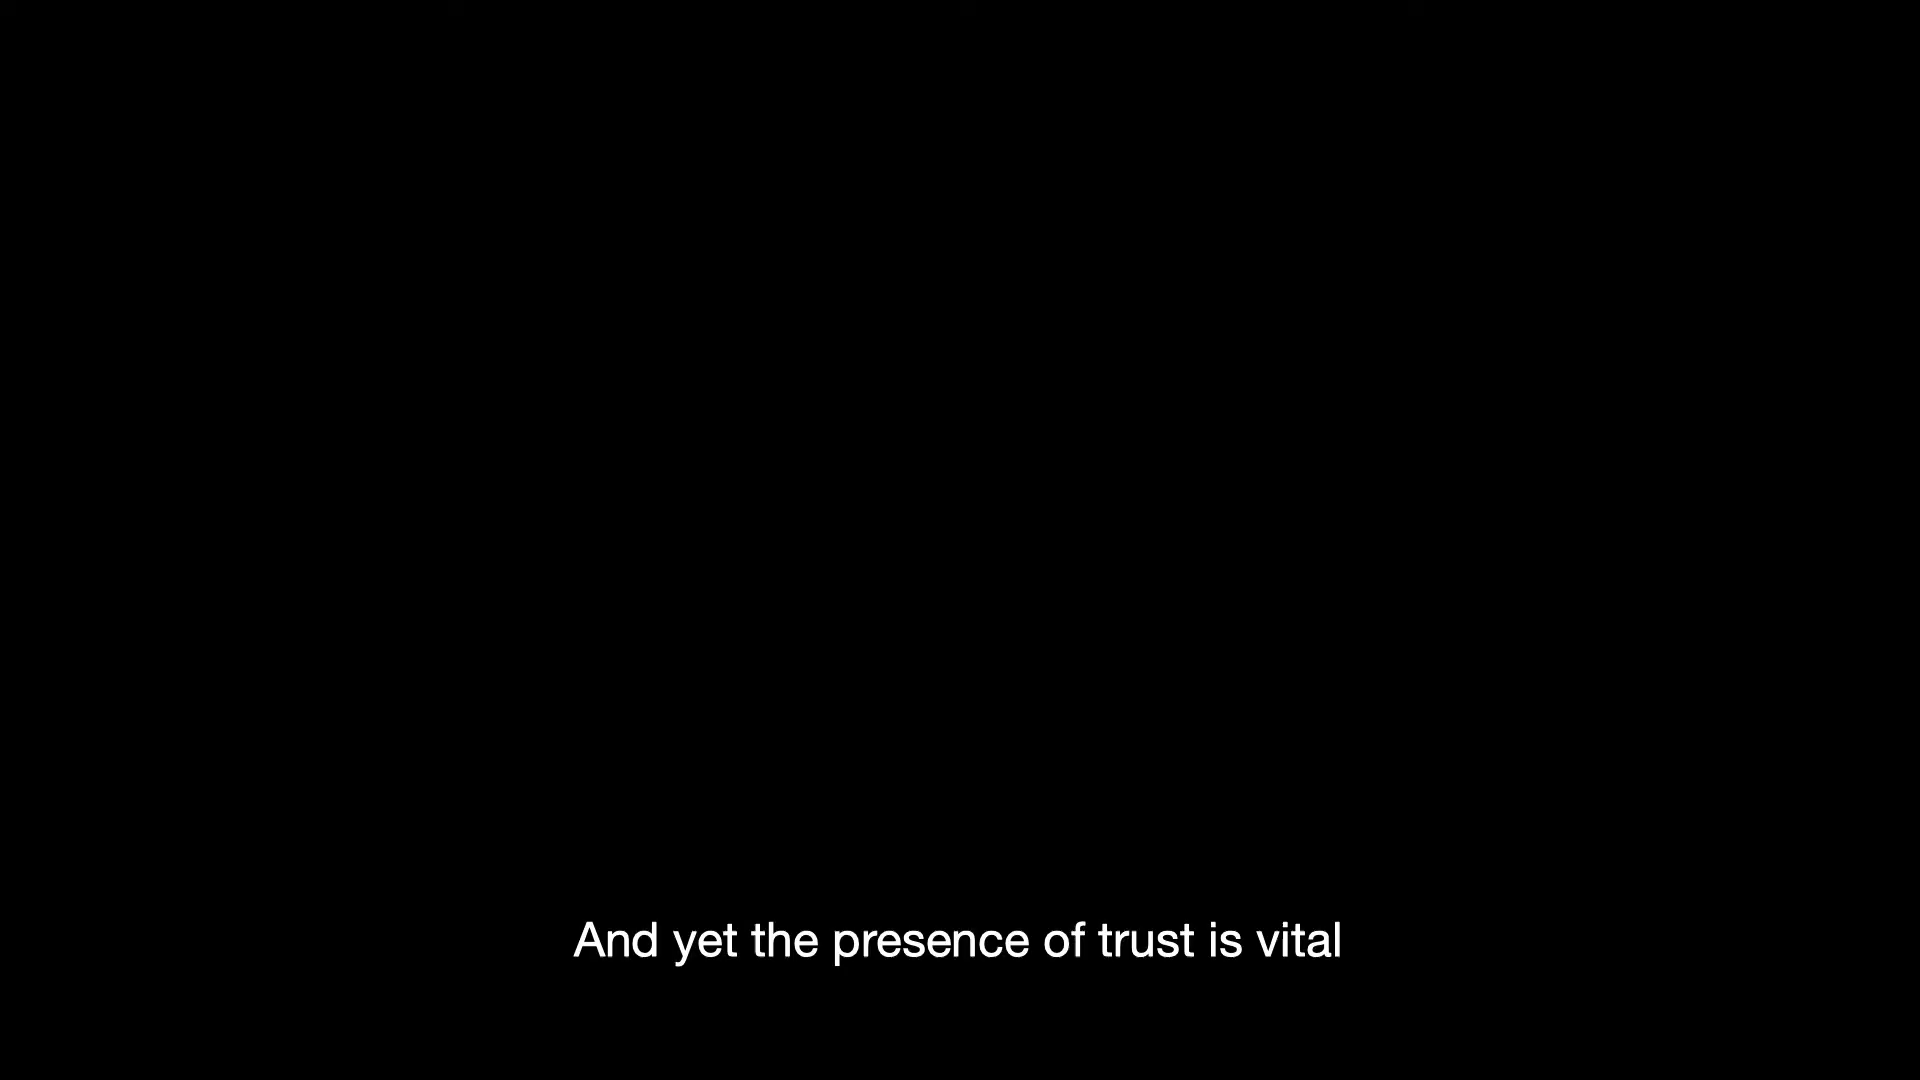 And yet the presence of trust is vital